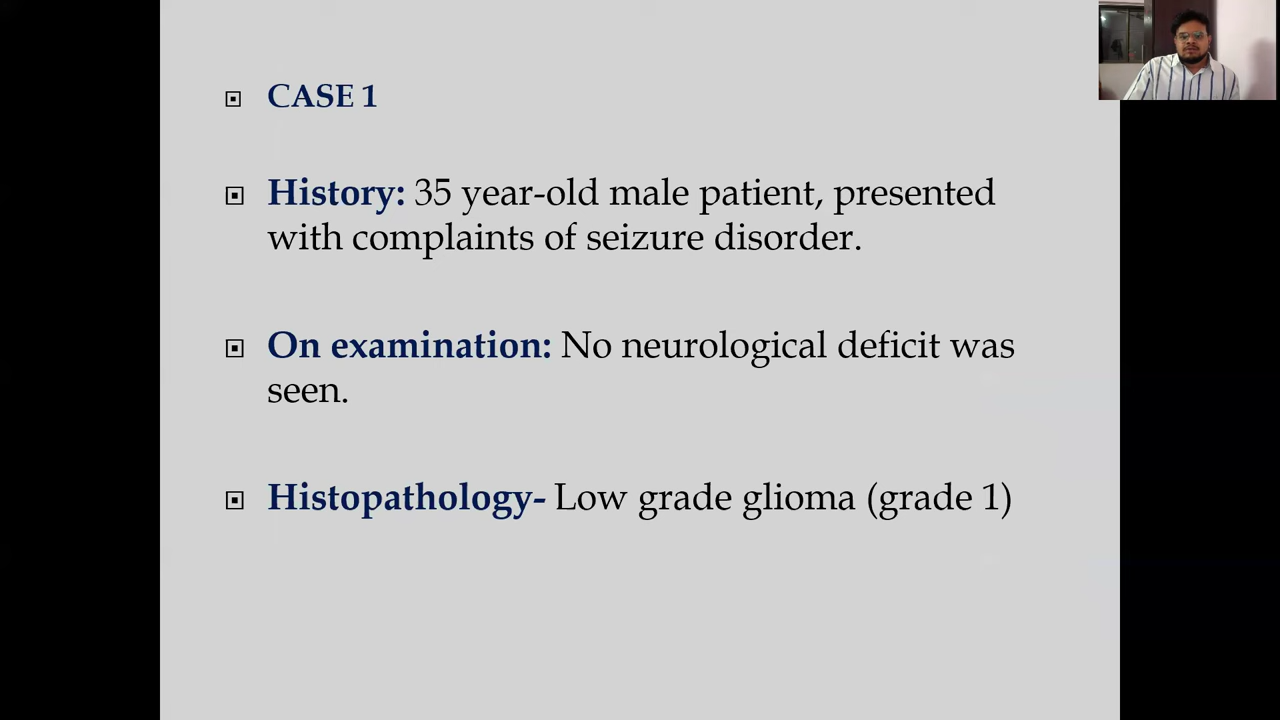 CASE 1
History: 35 year-old male patient, presented
with complaints of seizure disorder.
On examination: No neurological deficit was
seen.
Histopathology- Low grade glioma (grade 1)